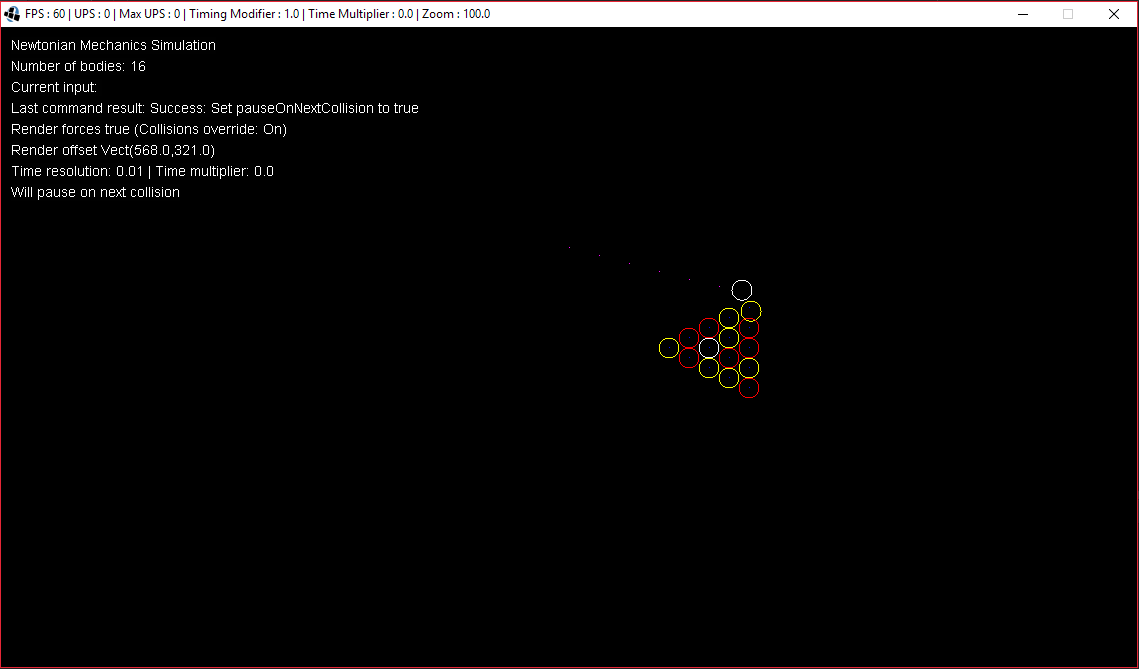 FPS : 60 | UPS : 0 | Max UPS : 0 | Timing Modifier : 1.0 | Time Multiplier : 0.0 | Zoom : 100.0
Newtonian Mechanics Simulation
Number of bodies: 16
Current input:
Last command result: Success: Set pauseOnNextCollision to true
Render forces true (Collisions override: On)
Render offset Vect(568.0,321.0)
Time resolution: 0.01 | Time multiplier: 0.0
Will pause on next collision